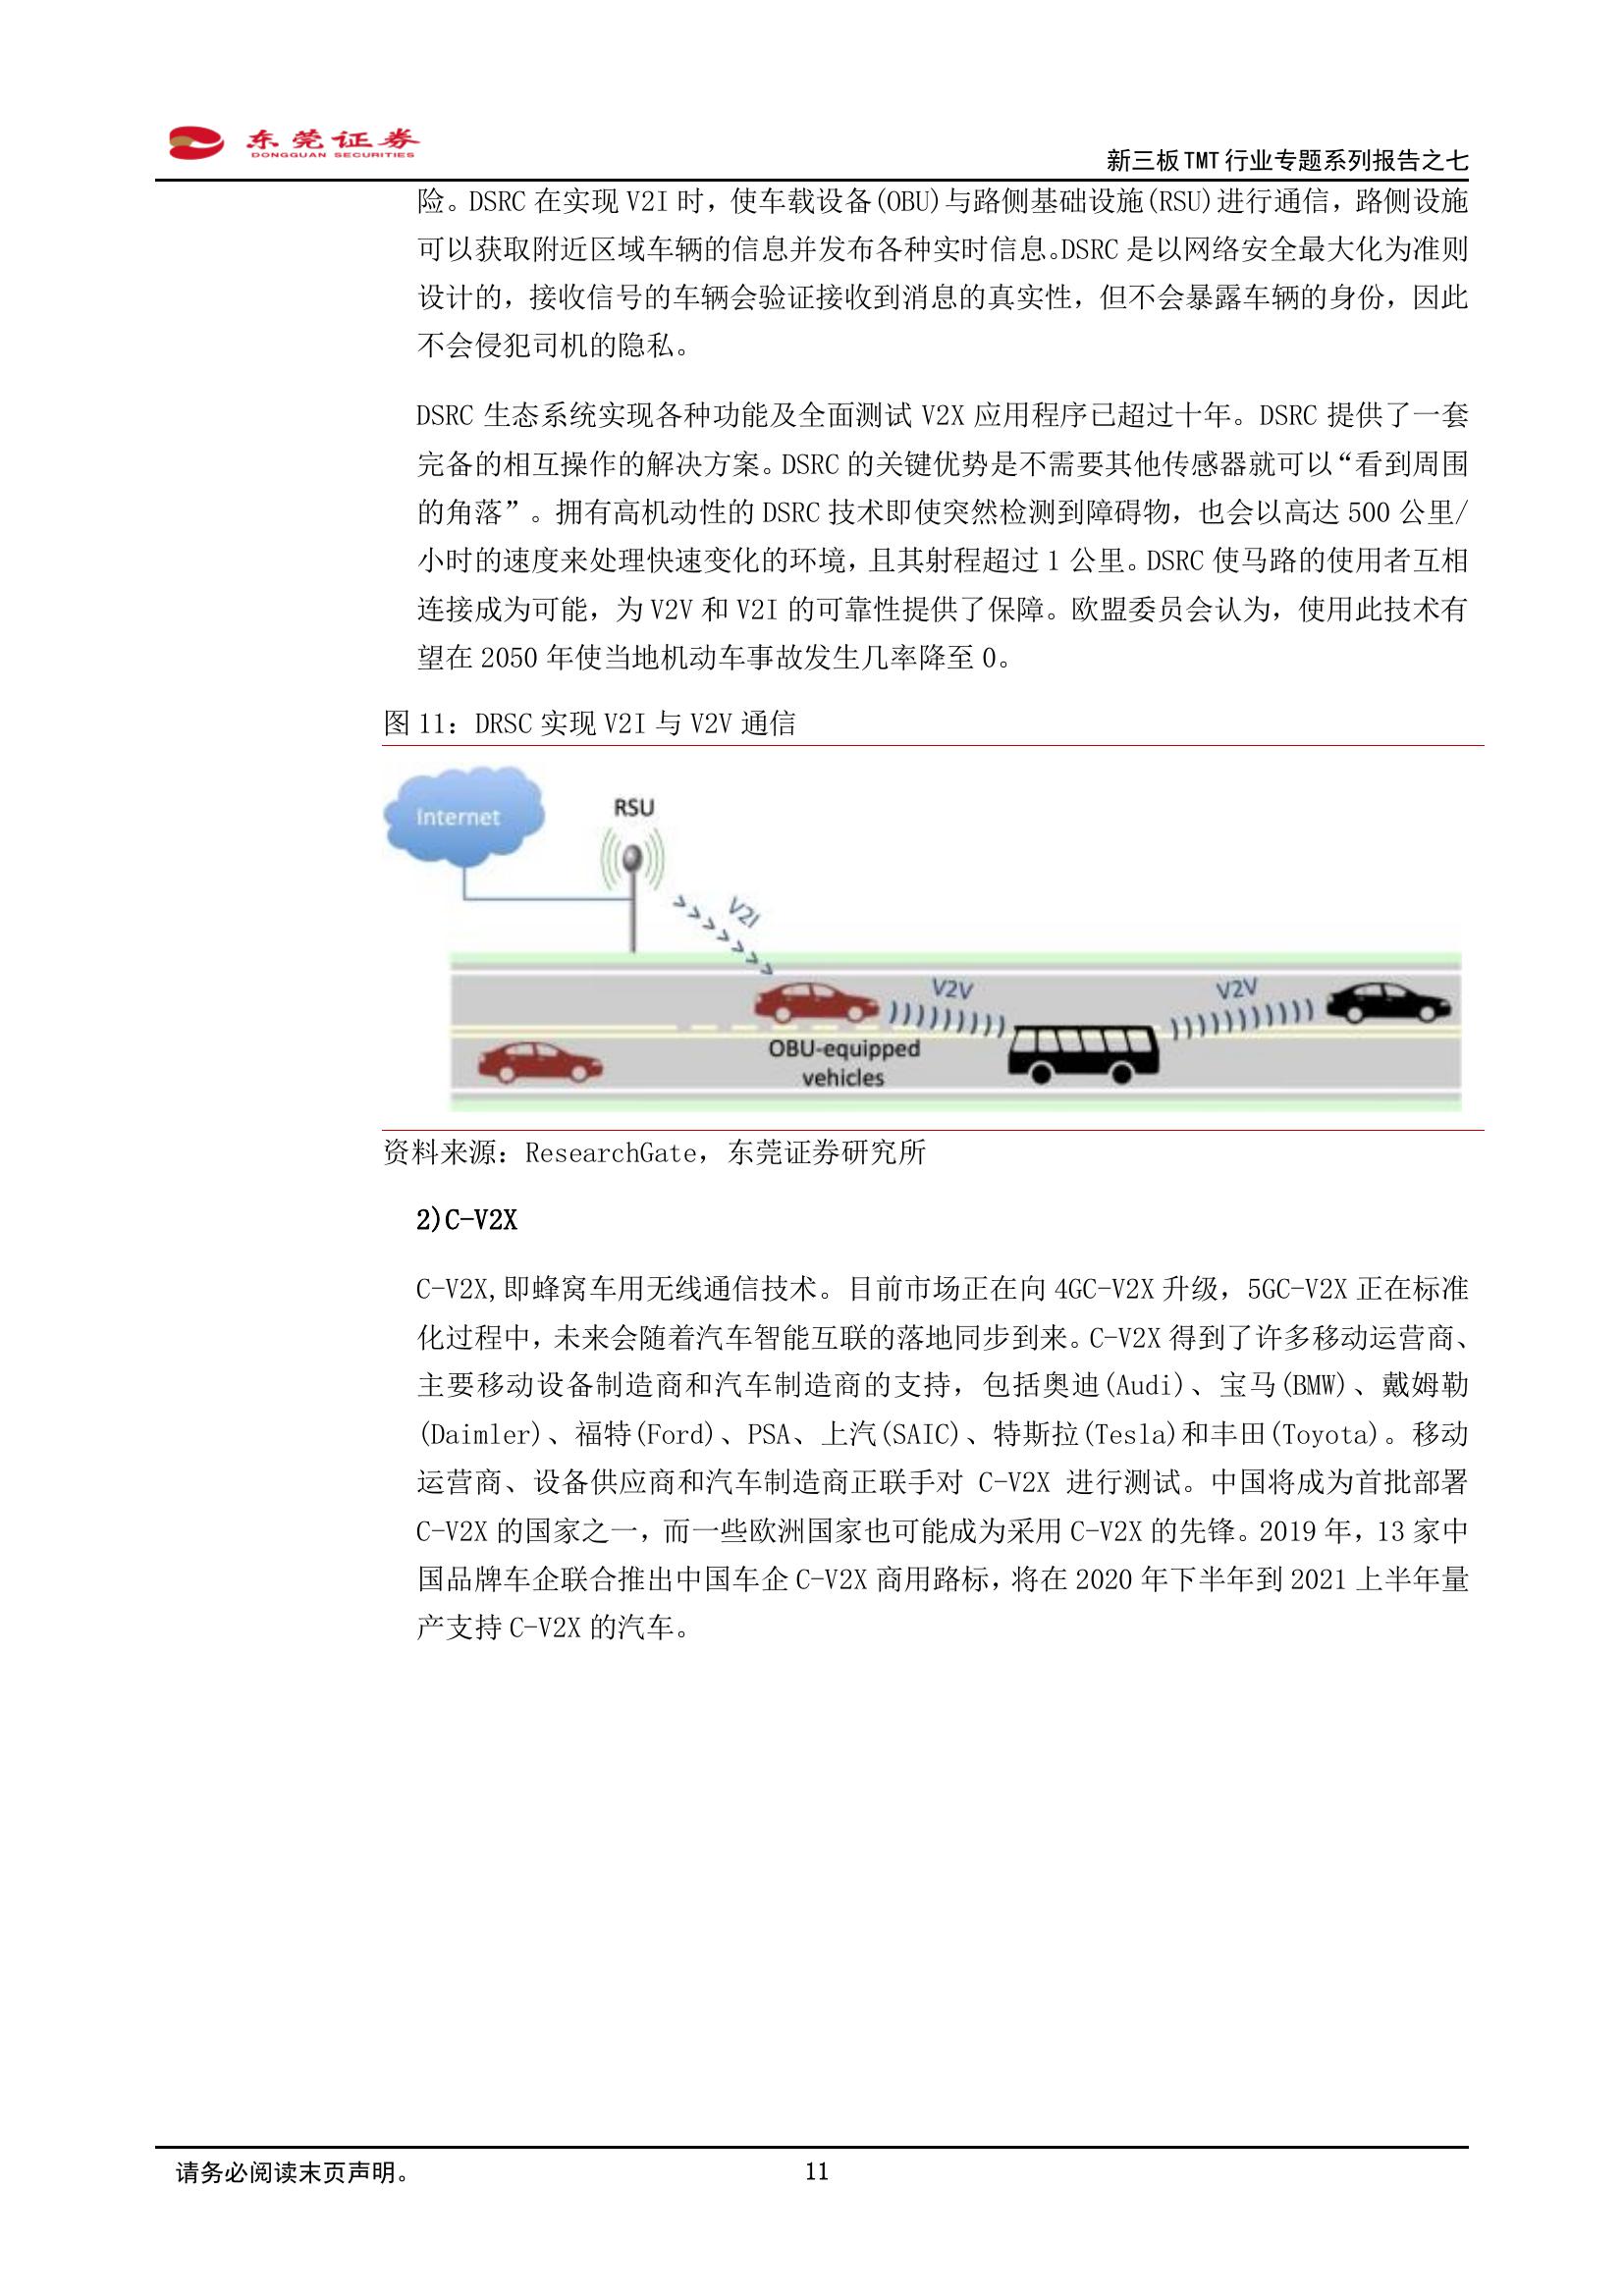 东莞证券
DONGGUAN SECURITIES
新三板 TMT 行业专题系列报告之七
险。DSRC 在实现 V2I 时，使车载设备(OBU)与路侧基础设施(RSU)进行通信，路侧设施
可以获取附近区域车辆的信息并发布各种实时信息。DSRC 是以网络安全最大化为准则
设计的，接收信号的车辆会验证接收到消息的真实性，但不会暴露车辆的身份，因此
不会侵犯司机的隐私。
DSRC 生态系统实现各种功能及全面测试 V2X 应用程序已超过十年。DSRC 提供了一套
完备的相互操作的解决方案。DSRC 的关键优势是不需要其他传感器就可以“看到周围
的角落”。拥有高机动性的 DSRC 技术即使突然检测到障碍物，也会以高达 500 公里/
小时的速度来处理快速变化的环境，且其射程超过 1 公里。DSRC 使马路的使用者互相
连接成为可能，为 V2V 和 V2I 的可靠性提供了保障。欧盟委员会认为，使用此技术有
望在 2050 年使当地机动车事故发生几率降至 0。
图 11：DRSC 实现 V2I 与 V2V 通信
Internet
RSU
V2I
V2V
V2V
OBU-equipped
vehicles
资料来源：ResearchGate，东莞证券研究所
2)C-V2X
C-V2X,即蜂窝车用无线通信技术。目前市场正在向 4GC-V2X 升级，5GC-V2X 正在标准
化过程中，未来会随着汽车智能互联的落地同步到来。C-V2X 得到了许多移动运营商、
主要移动设备制造商和汽车制造商的支持，包括奥迪(Audi)、宝马(BMW)、戴姆勒
(Daimler)、福特(Ford)、PSA、上汽(SAIC)、特斯拉(Tesla)和丰田(Toyota)。移动
运营商、设备供应商和汽车制造商正联手对 C-V2X 进行测试。中国将成为首批部署
C-V2X 的国家之一，而一些欧洲国家也可能成为采用 C-V2X 的先锋。2019 年，13 家中
国品牌车企联合推出中国车企 C-V2X 商用路标，将在 2020 年下半年到 2021 上半年量
产支持 C-V2X 的汽车。
请务必阅读末页声明。
11